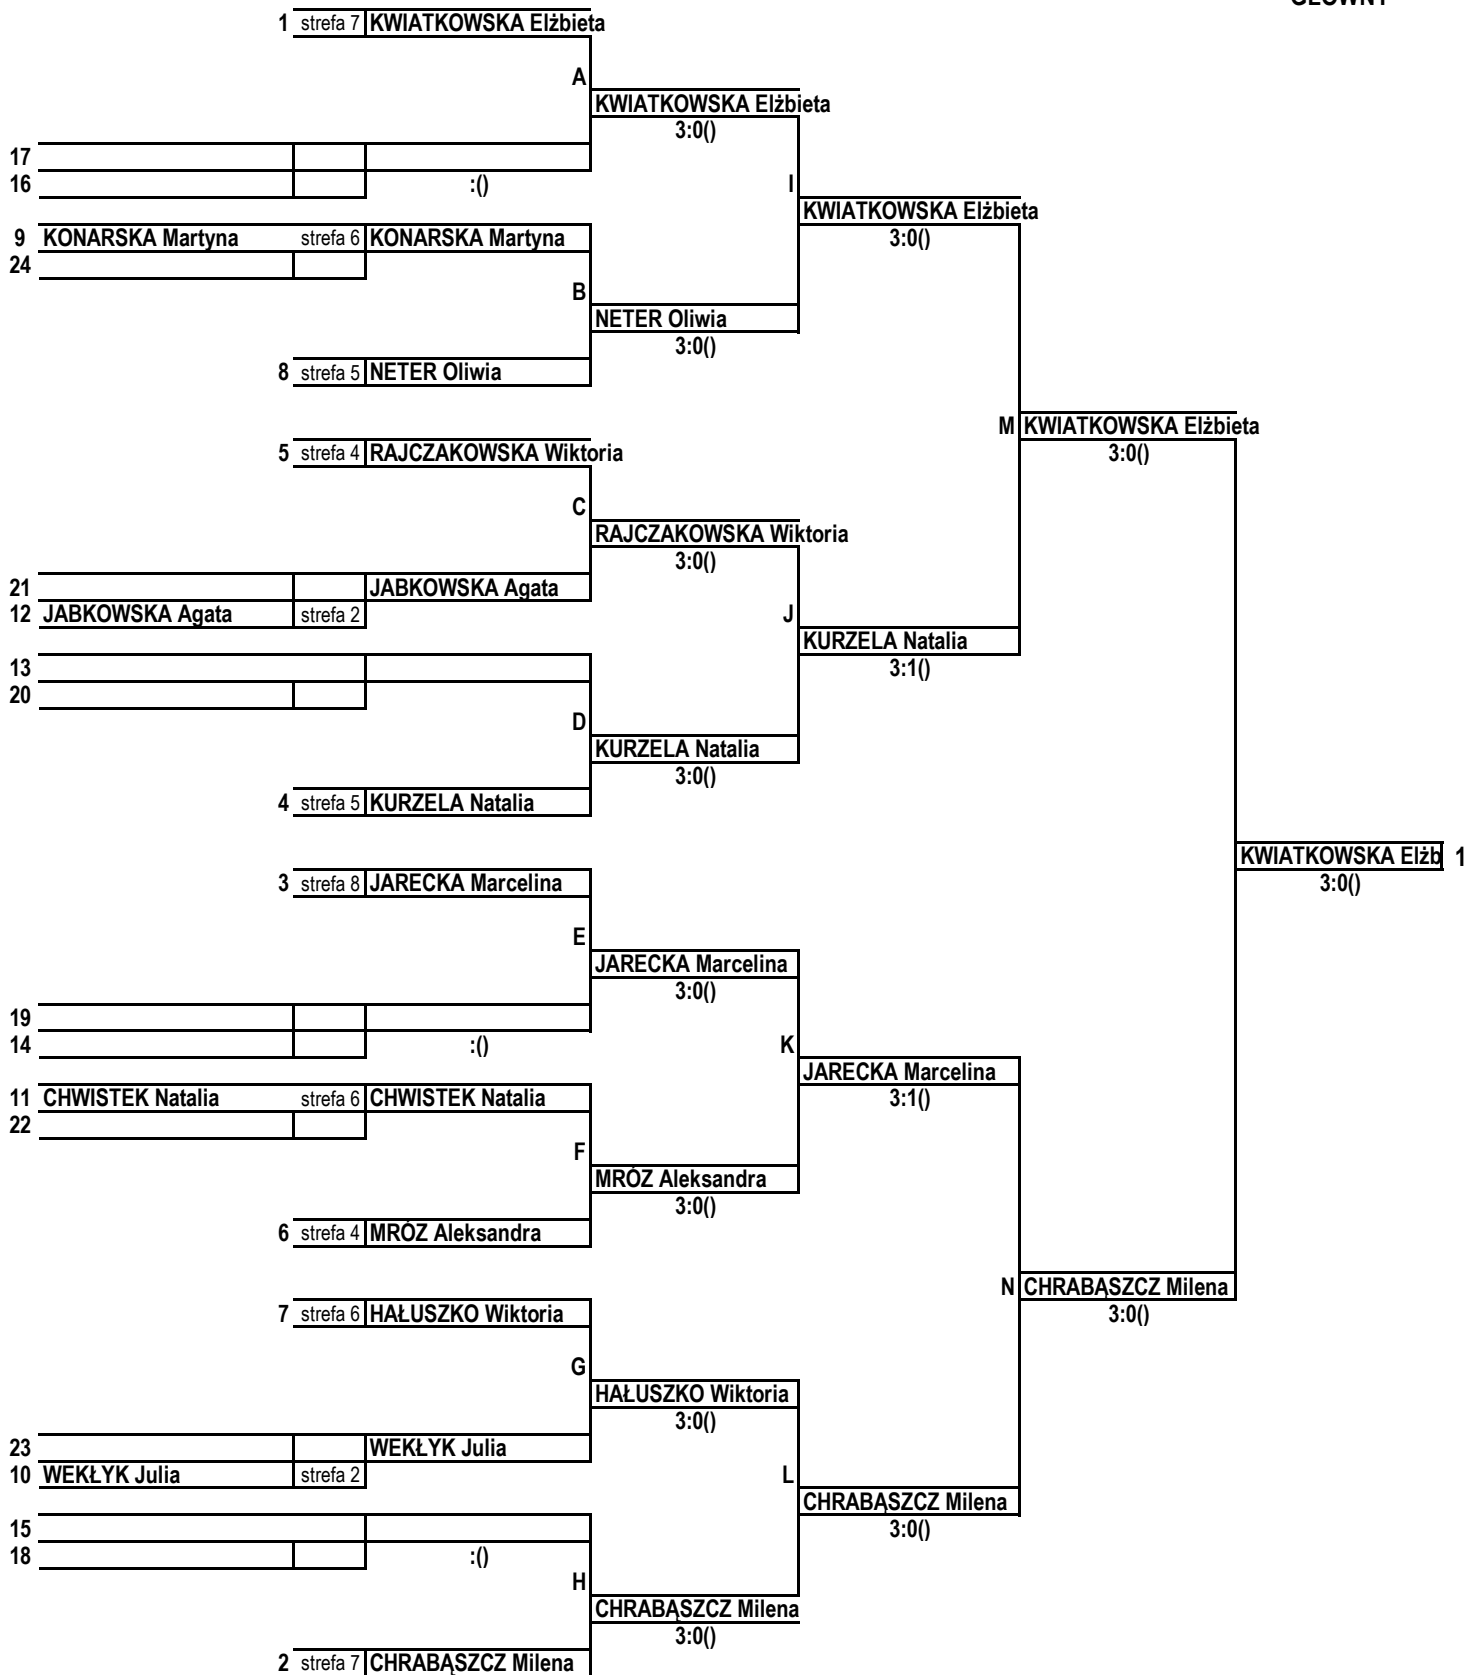 GŁÓWNY
1 strefa 7 KWIATKOWSKA Elżbieta
A
KWIATKOWSKA Elżbieta
3:0()
17
16 :() I
KWIATKOWSKA Elżbieta
9 KONARSKA Martyna strefa 6 KONARSKA Martyna 3:0()
24
B
NETER Oliwia
3:0()
8 strefa 5 NETER Oliwia
M KWIATKOWSKA Elżbieta
5 strefa 4 RAJCZAKOWSKA Wiktoria 3:0()
C
RAJCZAKOWSKA Wiktoria
3:0()
21 JABKOWSKA Agata
12 JABKOWSKA Agata strefa 2 J
KURZELA Natalia
13 3:1()
20
D
KURZELA Natalia
3:0()
4 strefa 5 KURZELA Natalia
KWIATKOWSKA Elżb 1
3 strefa 8 JARECKA Marcelina 3:0()
E
JARECKA Marcelina
3:0()
19
14 :() K
JARECKA Marcelina
11 CHWISTEK Natalia strefa 6 CHWISTEK Natalia 3:1()
22
F
MRÓZ Aleksandra
3:0()
6 strefa 4 MRÓZ Aleksandra
N CHRABĄSZCZ Milena
7 strefa 6 HAŁUSZKO Wiktoria 3:0()
G
HAŁUSZKO Wiktoria
3:0()
23 WEKŁYK Julia
10 WEKŁYK Julia strefa 2 L
CHRABĄSZCZ Milena
15 3:0()
18 :()
H
CHRABĄSZCZ Milena
3:0()
2 strefa 7 CHRABĄSZCZ Milena